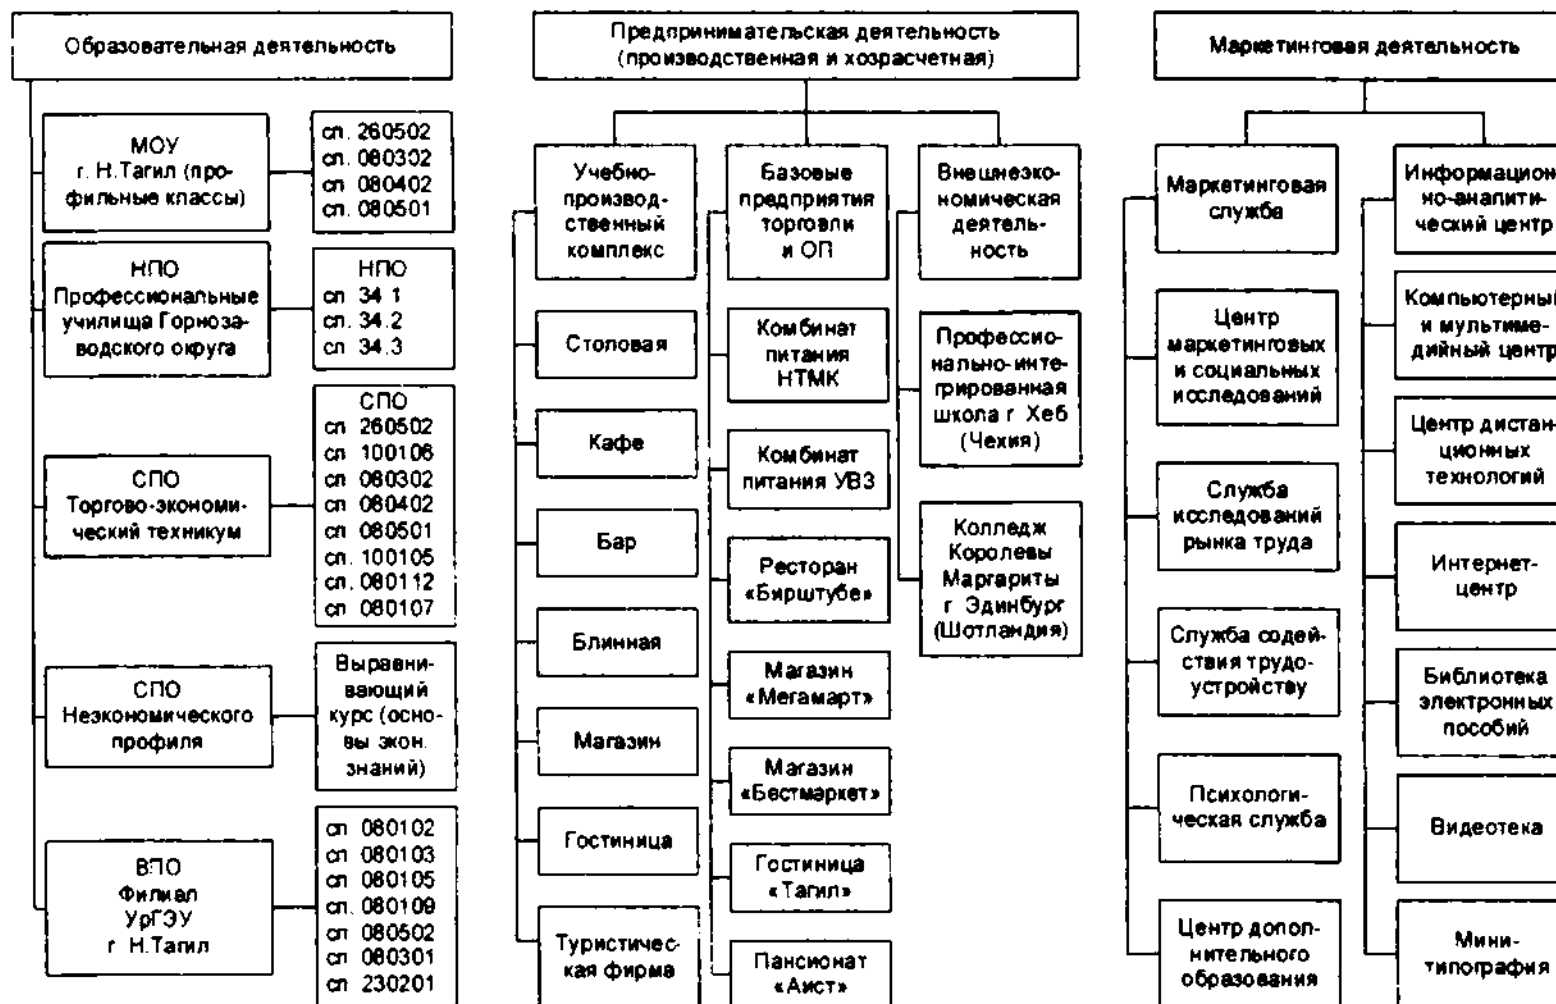 Образовательная деятельность
МОУ
г. Н.Тагил (про-
фильные классы)
сп. 260502
сп. 080302
сп 080402
сп. 080501
НПО
Профессиональные
училища Горноза-
водского округа
НПО
сп 34 1
сп. 34.2
сп 34.3
СПО
Торгово-экономи-
ческий техникум
СПО
сп 260502
сп 100106
сп 080302
сп 080402
сп 080501
сп. 100105
сп. 080112
сп 080107
СПО
Неэкономического
профиля
Выравни-
вающий
курс (осно-
вы экон.
знаний)
ВПО
Филиал
УрГЭУ
г Н.Тагил
сп 080102
сп 080103
сп 080105
сп. 080109
сп 080502
сп 080301
сп 230201
Предпринимательская деятельность
(производственная и хозрасчетная)
Учебно-
производ-
ственный
комплекс
Столовая
Кафе
Бар
Блинная
Магазин
Гостиница
Туристичес-
кая фирма
Базовые
предприятия
торговли
и ОП
Комбинат
питания
НТМК
Комбинат
питания УВЗ
Ресторан
«Бирштубе»
Магазин
«Мегамарт»
Магазин
«Бестмаркет»
Гостиница
«Тагил»
Пансионат
«Аист»
Внешнеэко-
номическая
деятель-
ность
Профессио-
нально-инте-
грированная
школа г Хеб
(Чехия)
Колледж
Королевы
Маргариты
г Эдинбург
(Шотландия)
Маркетинговая деятельность
Маркетинговая
служба
Центр
маркетинговых
и социальных
исследований
Служба
исследований
рынка труда
Служба содей-
ствия трудо-
устройству
Психологи-
ческая служба
Центр допол-
нительного
образования
Информацион
но-аналити-
ческий центр
Компьютерный
и мультиме-
дийный центр
Центр дистан-
ционных
технологий
Интернет-
центр
Библиотека
электронных
пособий
Видеотека
Мини-
типография